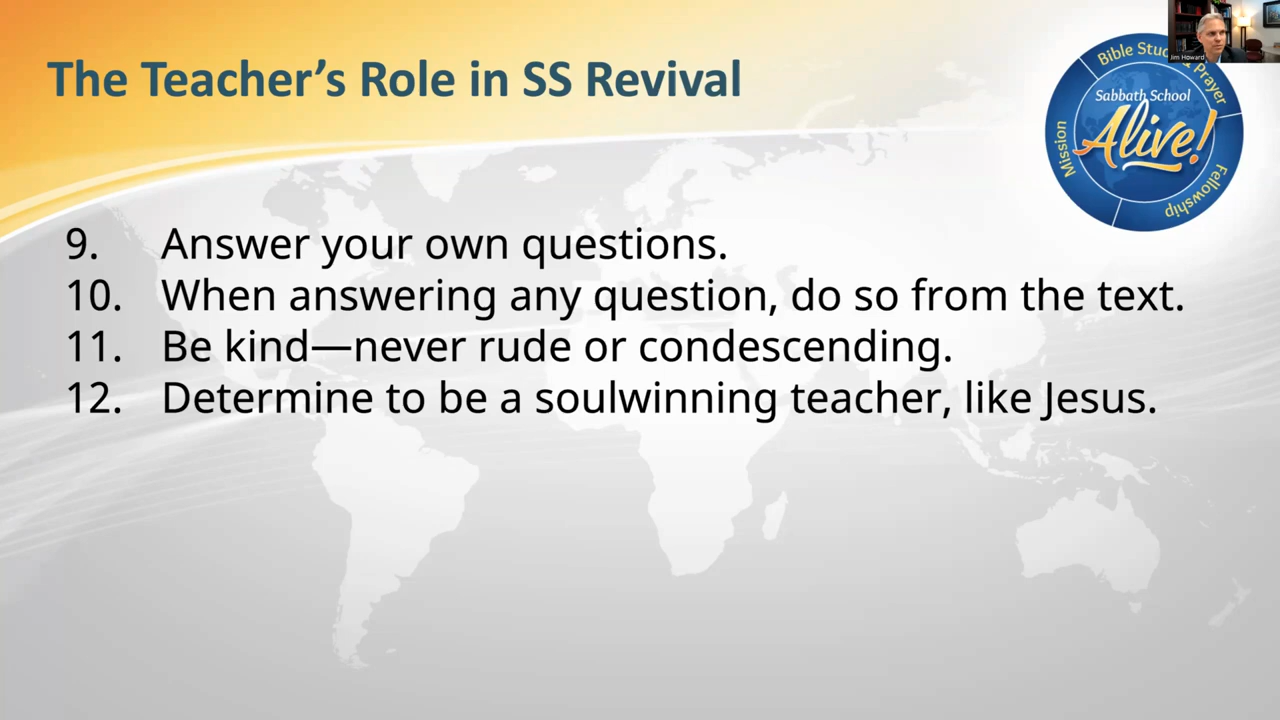 The Teacher’s Role in SS Revival
Jim Howard
Bible Study & Prayer
Sabbath School
Alive!
Mission
Fellowship
9. Answer your own questions.
10. When answering any question, do so from the text.
11. Be kind—never rude or condescending.
12. Determine to be a soulwinning teacher, like Jesus.